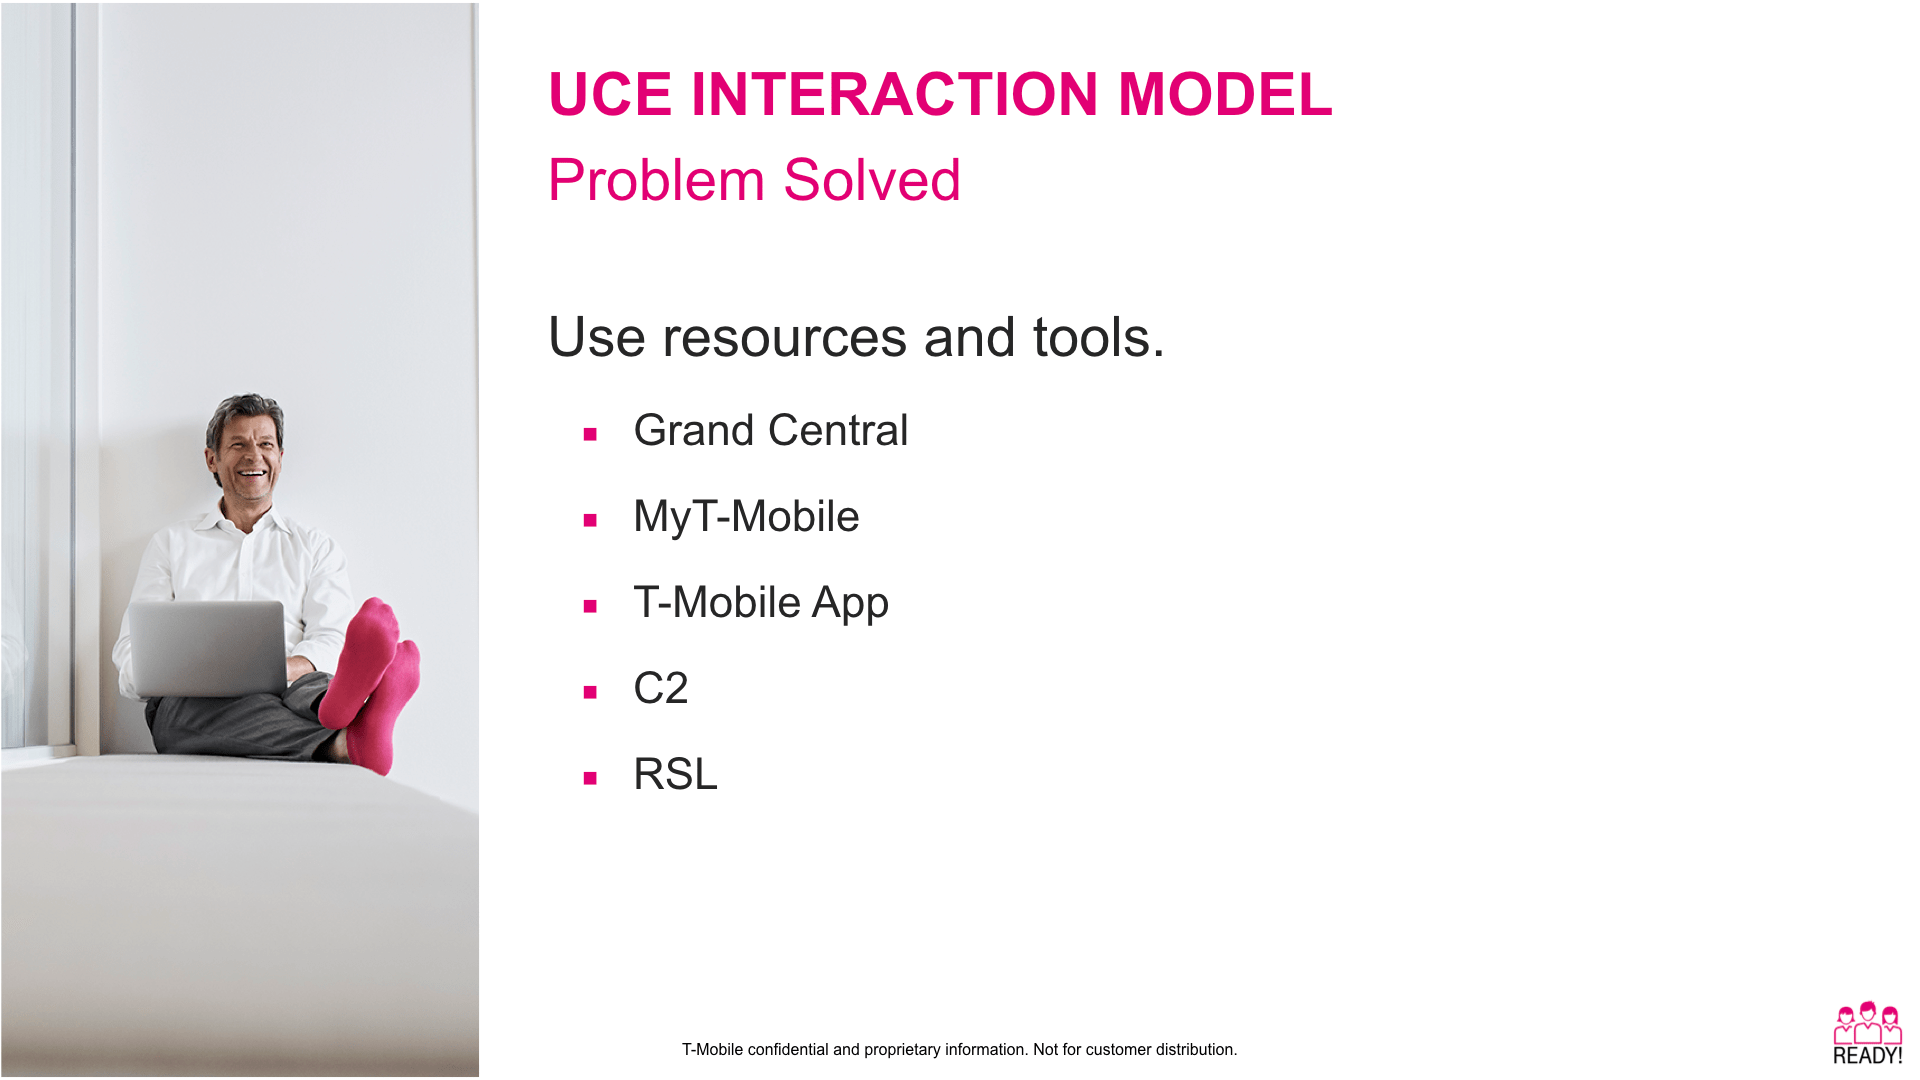 UCE INTERACTION MODEL
Problem Solved
Use resources and tools.
Grand Central
MyT-Mobile
T-Mobile App
C2
RSL
T-Mobile confidential and proprietary information. Not for customer distribution.
READY!